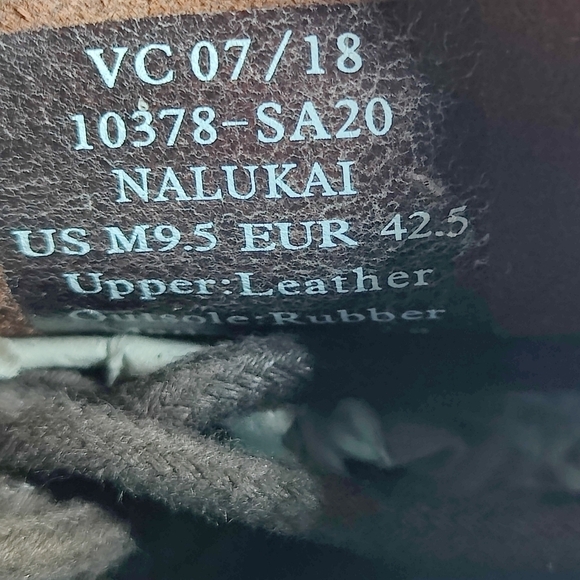 VC 07/18
10378-SA20
NALUKAI
US M9.5 EUR 42.5
Upper:Leather
Outsole:Rubber